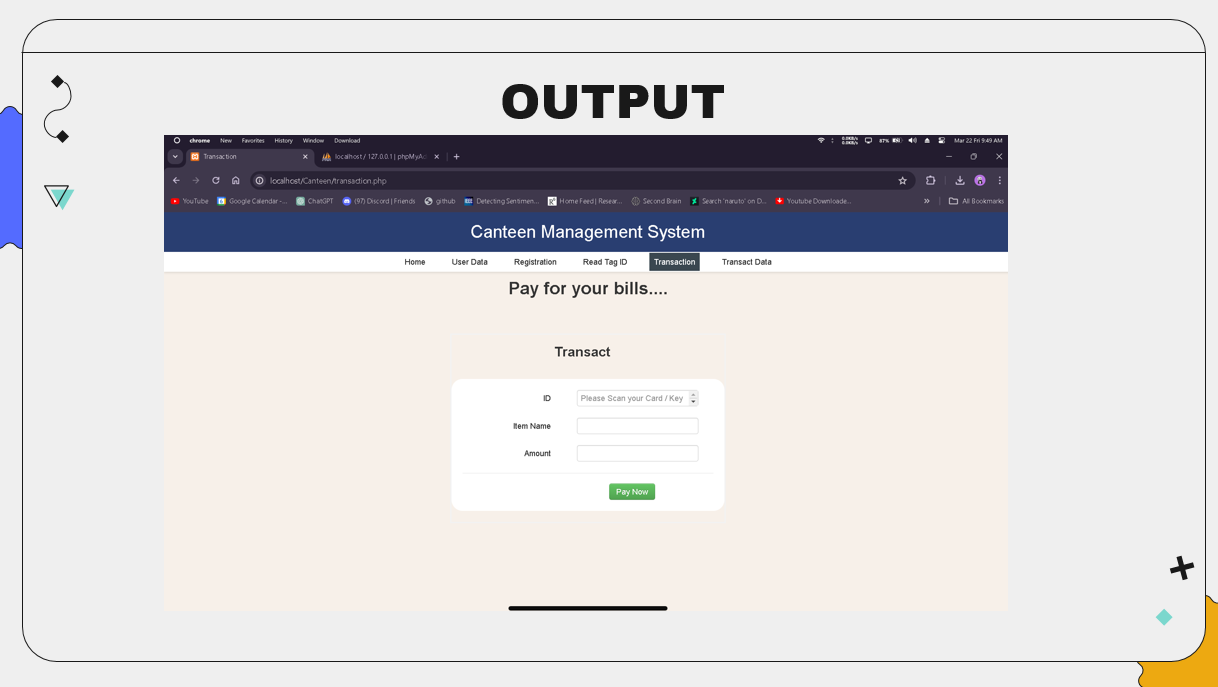 OUTPUT
chrome New Favorites History Window Download
87% Mar 22 Fri 9:49 AM
Transaction localhost / 127.0.0.1 | phpMyAd
localhost/Canteen/transaction.php
YouTube Google Calendar -... ChatGPT (97) Discord | Friends github Detecting Sentimen... Home Feed | Resear... Second Brain Search 'naruto' on D... Youtube Downloade... » All Bookmarks
Canteen Management System
Home User Data Registration Read Tag ID Transaction Transact Data
Pay for your bills....
Transact
ID Please Scan your Card / Key
Item Name
Amount
Pay Now